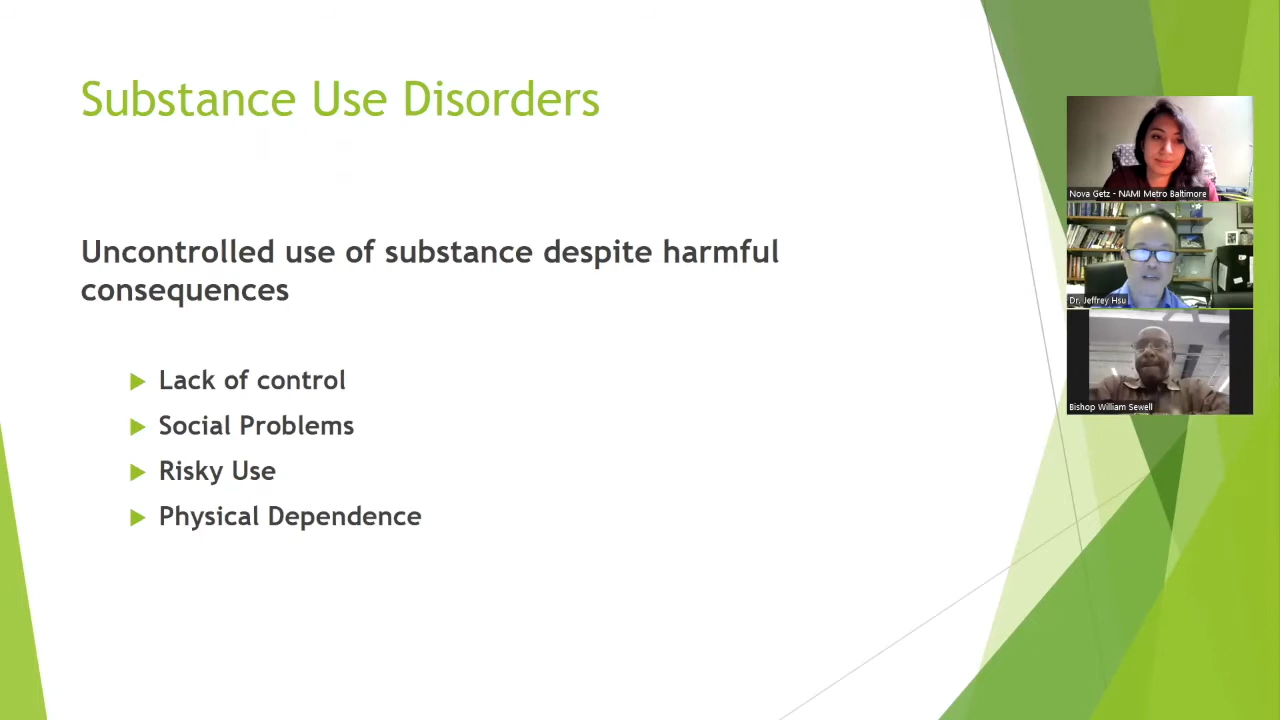 Substance Use Disorders
Uncontrolled use of substance despite harmful
consequences
Lack of control
Social Problems
Risky Use
Physical Dependence
Nova Getz - NAMI Metro Baltimore
Dr. Jeffrey Hsu
Bishop William Sewell